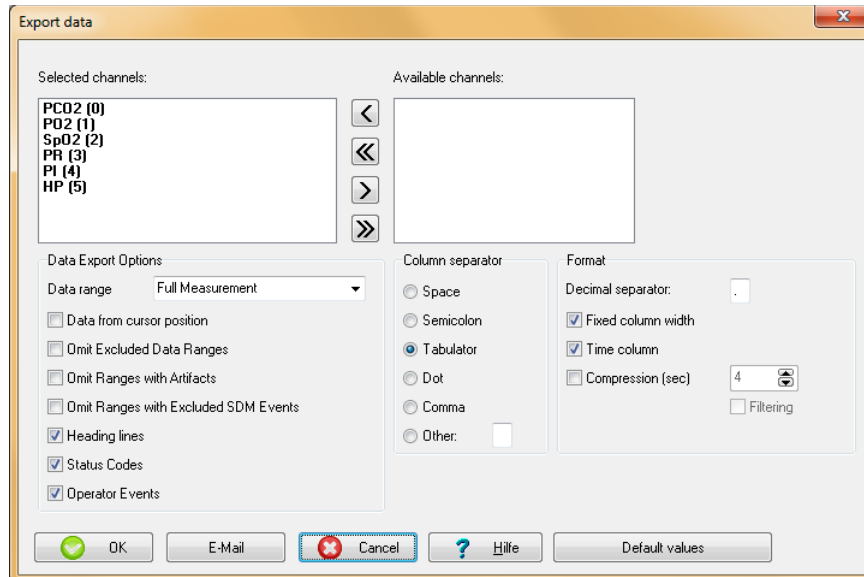 Export data
Selected channels:
Available channels:
PCO2 (0)
PO2 (1)
SpO2 (2)
PR (3)
PI (4)
HP (5)
Data Export Options
Data range
Full Measurement
Data from cursor position
Omit Excluded Data Ranges
Omit Ranges with Artifacts
Omit Ranges with Excluded SDM Events
Heading lines
Status Codes
Operator Events
Column separator
Space
Semicolon
Tabulator
Dot
Comma
Other:
Format
Decimal separator: .
Fixed column width
Time column
Compression (sec) 4
Filtering
OK
E-Mail
Cancel
? Hilfe
Default values